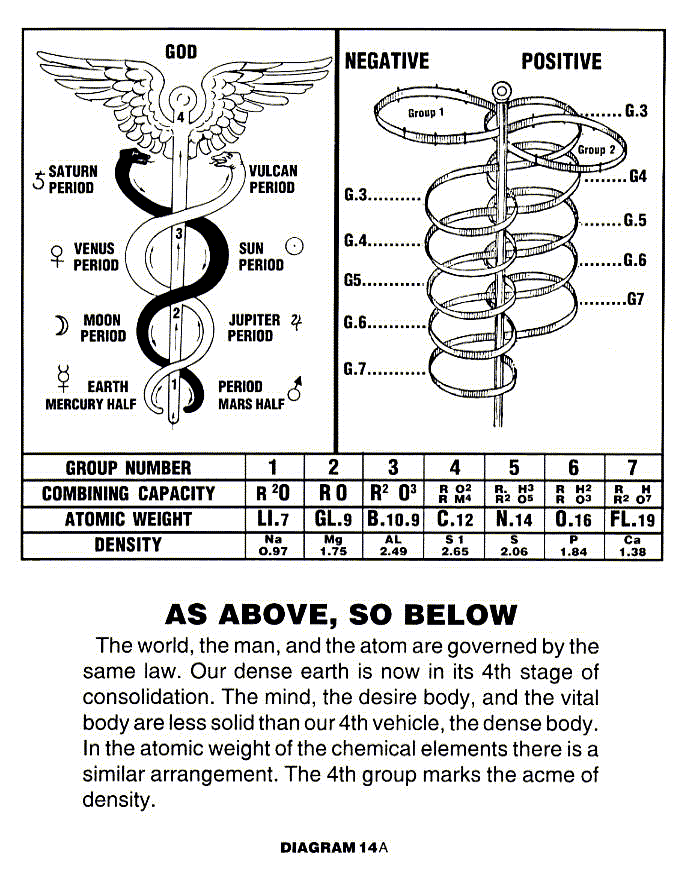 GOD
4
SATURN PERIOD
VULCAN PERIOD
3
VENUS PERIOD
SUN PERIOD
2
MOON PERIOD
JUPITER PERIOD
1
EARTH PERIOD
MERCURY HALF MARS HALF
NEGATIVE POSITIVE
Group 1
G.3
Group 2
G4
G.3
G.5
G.4
G.6
G5
G7
G.6
G.7
GROUP NUMBER 1 2 3 4 5 6 7
COMBINING CAPACITY R ²O R O R² O³ R O² R M⁴ R. H³ R² O⁵ R H² R O³ R H R² O⁷
ATOMIC WEIGHT LI.7 GL.9 B.10.9 C.12 N.14 O.16 FL.19
DENSITY Na 0.97 Mg 1.75 AL 2.49 S 1 2.65 S 2.06 P 1.84 Ca 1.38
AS ABOVE, SO BELOW
The world, the man, and the atom are governed by the
same law. Our dense earth is now in its 4th stage of
consolidation. The mind, the desire body, and the vital
body are less solid than our 4th vehicle, the dense body.
In the atomic weight of the chemical elements there is a
similar arrangement. The 4th group marks the acme of
density.
DIAGRAM 14A